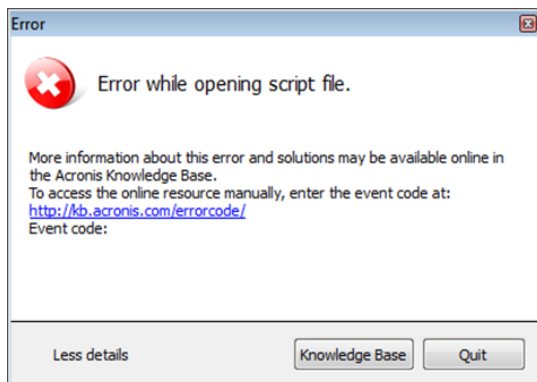 Error
Error while opening script file.
More information about this error and solutions may be available online in
the Acronis Knowledge Base.
To access the online resource manually, enter the event code at:
http://kb.acronis.com/errorcode/
Event code:
Less details
Knowledge Base
Quit